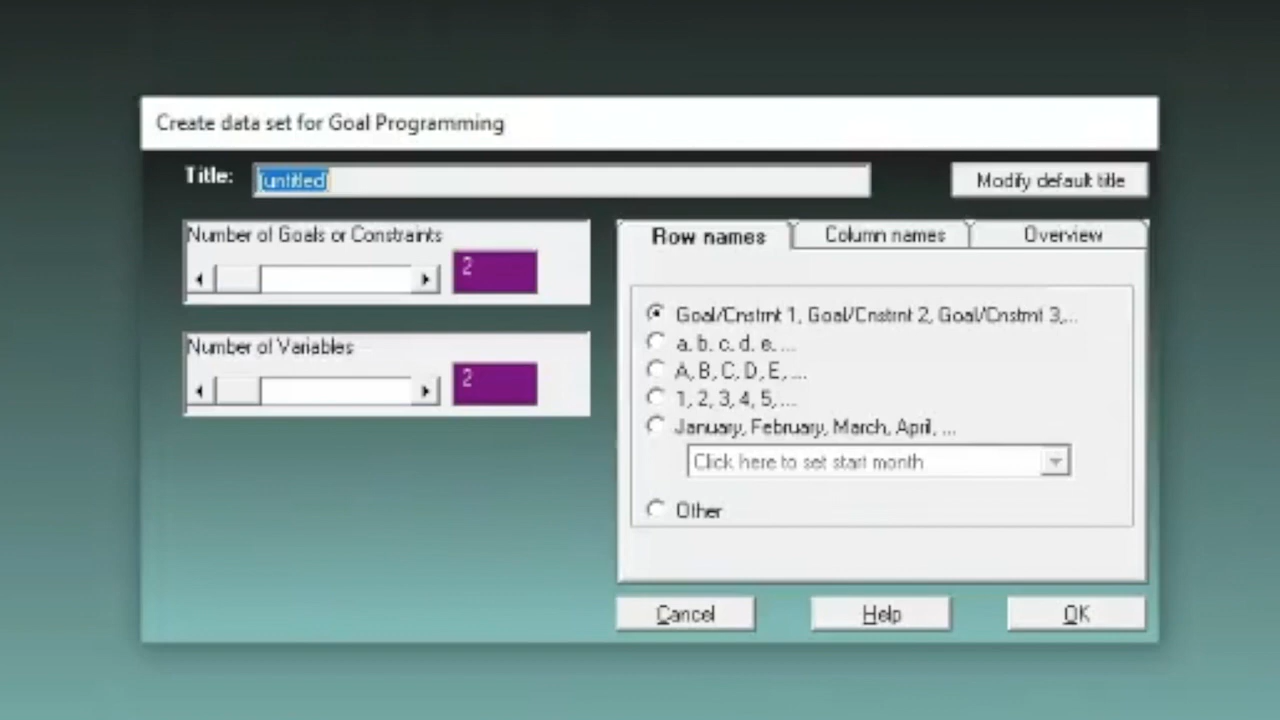 Create data set for Goal Programming
Title: (untitled) Modify default title
Number of Goals or Constraints
2
Number of Variables
2
Row names Column names Overview
Goal/Cnstrnt 1, Goal/Cnstrnt 2, Goal/Cnstrnt 3,...
a, b, c, d, e, ...
A, B, C, D, E, ...
1, 2, 3, 4, 5, ...
January, February, March, April, ...
Click here to set start month
Other
Cancel Help OK